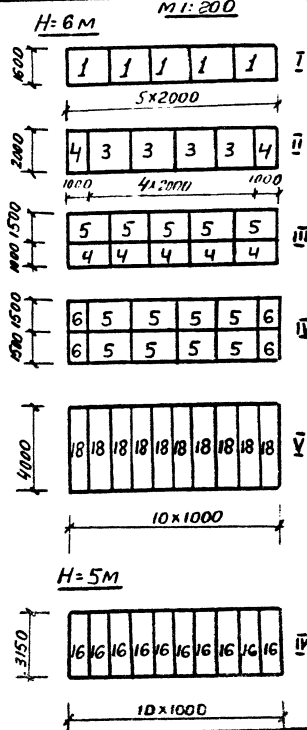 M 1:200
H=6м
1600 1 1 1 1 1 I
5×2000
2000 4 3 3 3 3 4 II
1000 4×2000 1000
1500 5 5 5 5 5 III
1000 4 4 4 4 4
1500 6 5 5 5 5 5 6 IV
1500 6 5 5 5 5 5 6
4000 18 18 18 18 18 18 18 18 18 18 V
10×1000
H=5м
3150 16 16 16 16 16 16 16 16 16 16
10×1000